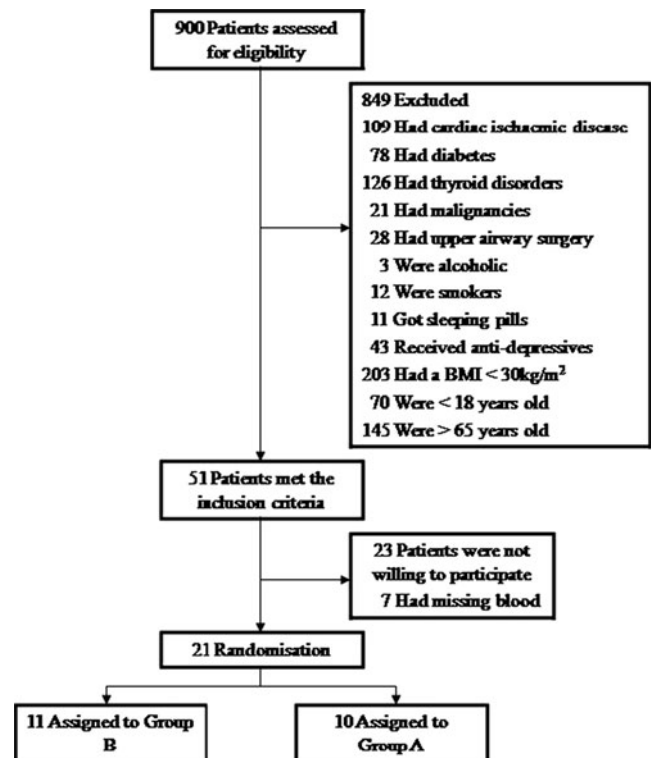 900 Patients assessed
for eligibility
849 Excluded
109 Had cardiac ischaemic disease
78 Had diabetes
126 Had thyroid disorders
21 Had malignancies
28 Had upper airway surgery
3 Were alcoholic
12 Were smokers
11 Got sleeping pills
43 Received anti-depressives
203 Had a BMI < 30kg/m²
70 Were < 18 years old
145 Were > 65 years old
51 Patients met the
inclusion criteria
23 Patients were not
willing to participate
7 Had missing blood
21 Randomisation
11 Assigned to Group
B
10 Assigned to
Group A